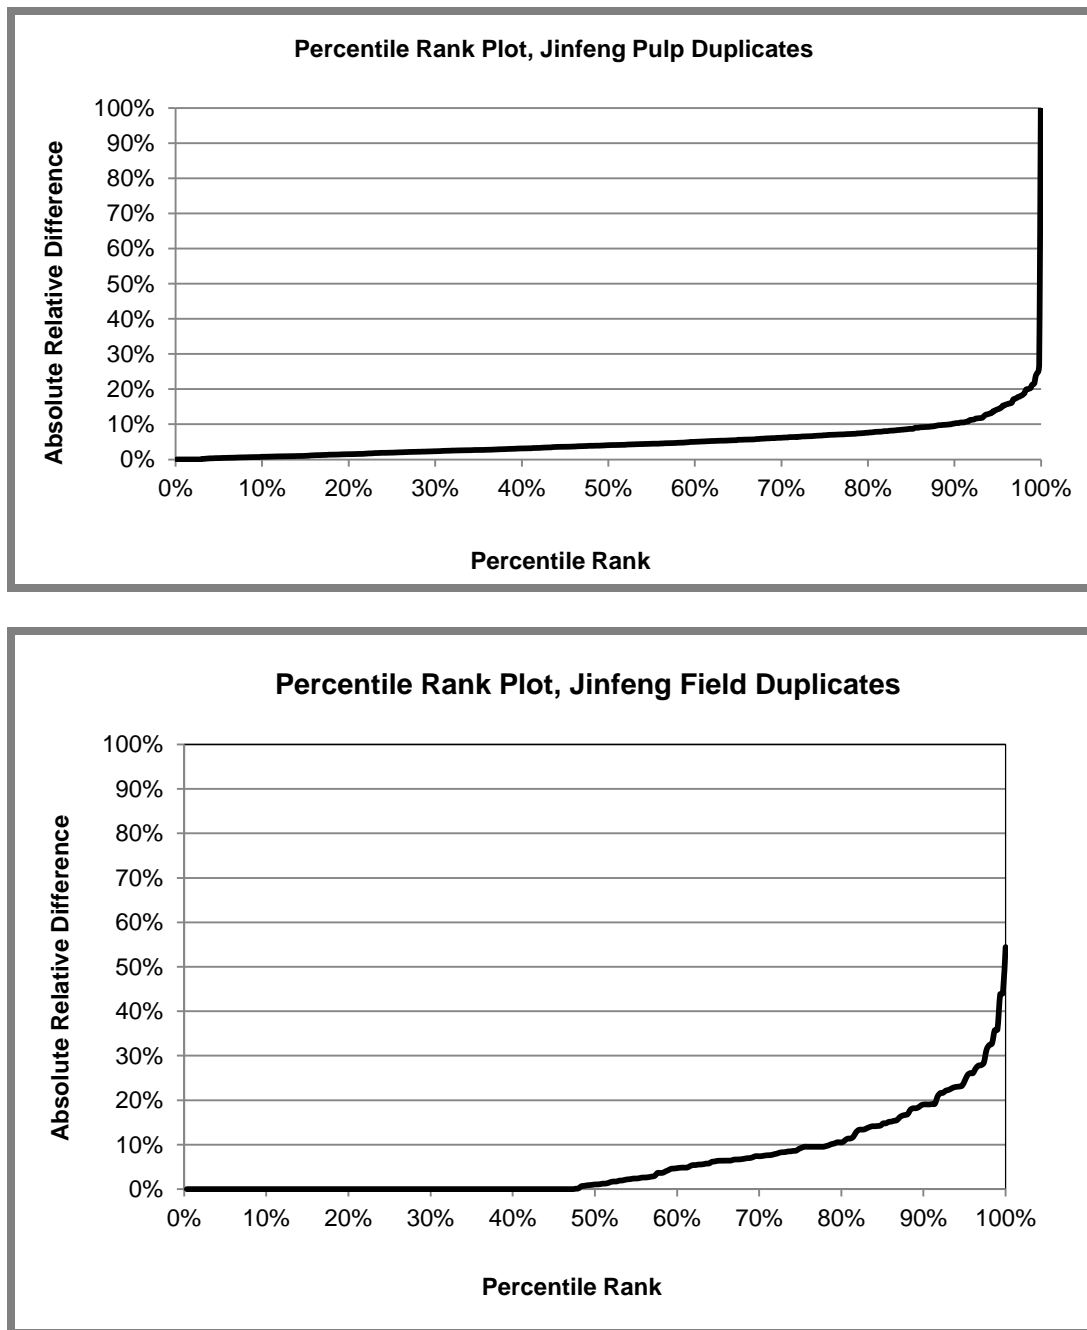 Percentile Rank Plot, Jinfeng Pulp Duplicates
Absolute Relative Difference
100%
90%
80%
70%
60%
50%
40%
30%
20%
10%
0%
0% 10% 20% 30% 40% 50% 60% 70% 80% 90% 100%
Percentile Rank
Percentile Rank Plot, Jinfeng Field Duplicates
Absolute Relative Difference
100%
90%
80%
70%
60%
50%
40%
30%
20%
10%
0%
0% 10% 20% 30% 40% 50% 60% 70% 80% 90% 100%
Percentile Rank